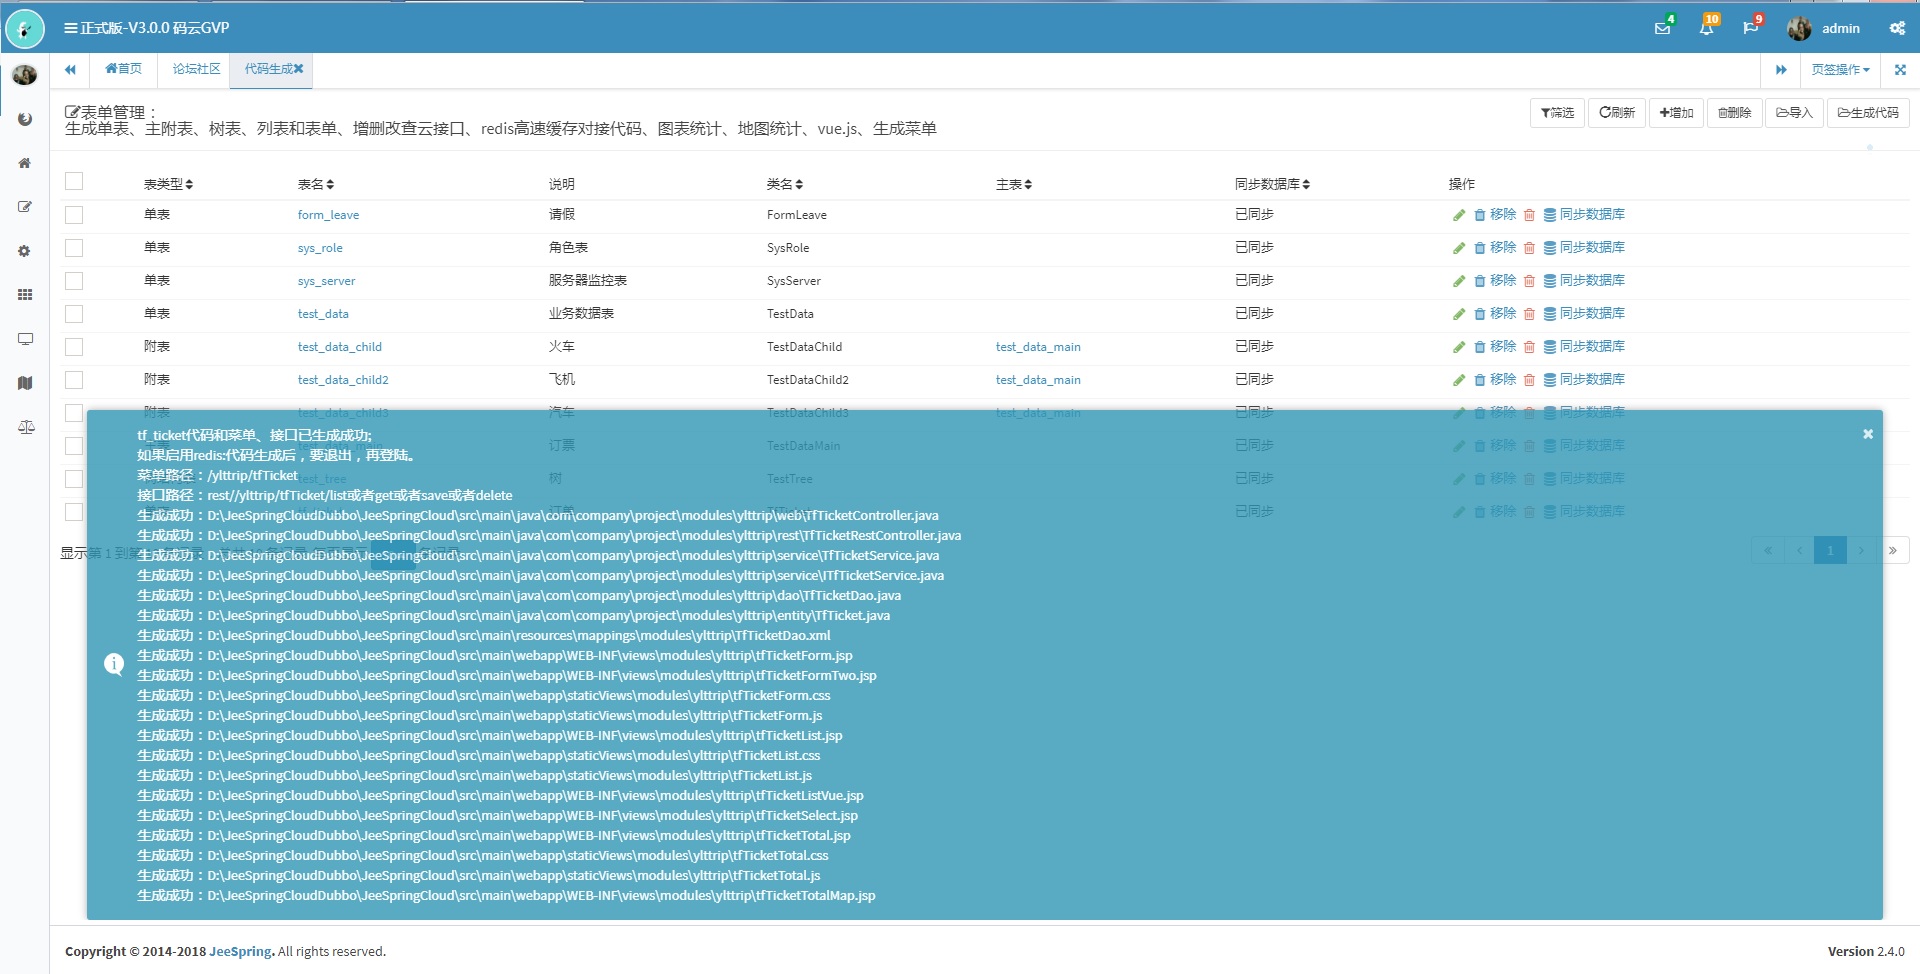 正式版-V3.0.0 码云GVP 4 10 9 admin
首页 论坛社区 代码生成 页签操作
表单管理：
生成单表、主附表、树表、列表和表单、增删改查云接口、redis高速缓存对接代码、图表统计、地图统计、vue.js、生成菜单
筛选 刷新 增加 删除 导入 生成代码
表类型 表名 说明 类名 主表 同步数据库 操作
单表 form_leave 请假 FormLeave 已同步 移除 同步数据库
单表 sys_role 角色表 SysRole 已同步 移除 同步数据库
单表 sys_server 服务器监控表 SysServer 已同步 移除 同步数据库
单表 test_data 业务数据表 TestData 已同步 移除 同步数据库
附表 test_data_child 火车 TestDataChild test_data_main 已同步 移除 同步数据库
附表 test_data_child2 飞机 TestDataChild2 test_data_main 已同步 移除 同步数据库
附表 test_data_child3 汽车 TestDataChild3 test_data_main 已同步 移除 同步数据库
主表 test_data_main 订票 TestDataMain 已同步 移除 同步数据库
test_tree 树 TestTree 已同步 移除 同步数据库
已同步 移除 同步数据库
显示第 1 到第
« ‹ 1 › »
tf_ticket代码和菜单、接口已生成成功;
如果启用redis:代码生成后，要退出，再登陆。
菜单路径：/ylttrip/tfTicket
接口路径：rest//ylttrip/tfTicket/list或者get或者save或者delete
生成成功：D:\JeeSpringCloudDubbo\JeeSpringCloud\src\main\java\com\company\project\modules\ylttrip\web\TfTicketController.java
生成成功：D:\JeeSpringCloudDubbo\JeeSpringCloud\src\main\java\com\company\project\modules\ylttrip\rest\TfTicketRestController.java
生成成功：D:\JeeSpringCloudDubbo\JeeSpringCloud\src\main\java\com\company\project\modules\ylttrip\service\TfTicketService.java
生成成功：D:\JeeSpringCloudDubbo\JeeSpringCloud\src\main\java\com\company\project\modules\ylttrip\service\ITfTicketService.java
生成成功：D:\JeeSpringCloudDubbo\JeeSpringCloud\src\main\java\com\company\project\modules\ylttrip\dao\TfTicketDao.java
生成成功：D:\JeeSpringCloudDubbo\JeeSpringCloud\src\main\java\com\company\project\modules\ylttrip\entity\TfTicket.java
生成成功：D:\JeeSpringCloudDubbo\JeeSpringCloud\src\main\resources\mappings\modules\ylttrip\TfTicketDao.xml
生成成功：D:\JeeSpringCloudDubbo\JeeSpringCloud\src\main\webapp\WEB-INF\views\modules\ylttrip\tfTicketForm.jsp
生成成功：D:\JeeSpringCloudDubbo\JeeSpringCloud\src\main\webapp\WEB-INF\views\modules\ylttrip\tfTicketFormTwo.jsp
生成成功：D:\JeeSpringCloudDubbo\JeeSpringCloud\src\main\webapp\staticViews\modules\ylttrip\tfTicketForm.css
生成成功：D:\JeeSpringCloudDubbo\JeeSpringCloud\src\main\webapp\staticViews\modules\ylttrip\tfTicketForm.js
生成成功：D:\JeeSpringCloudDubbo\JeeSpringCloud\src\main\webapp\WEB-INF\views\modules\ylttrip\tfTicketList.jsp
生成成功：D:\JeeSpringCloudDubbo\JeeSpringCloud\src\main\webapp\staticViews\modules\ylttrip\tfTicketList.css
生成成功：D:\JeeSpringCloudDubbo\JeeSpringCloud\src\main\webapp\staticViews\modules\ylttrip\tfTicketList.js
生成成功：D:\JeeSpringCloudDubbo\JeeSpringCloud\src\main\webapp\WEB-INF\views\modules\ylttrip\tfTicketListVue.jsp
生成成功：D:\JeeSpringCloudDubbo\JeeSpringCloud\src\main\webapp\WEB-INF\views\modules\ylttrip\tfTicketSelect.jsp
生成成功：D:\JeeSpringCloudDubbo\JeeSpringCloud\src\main\webapp\WEB-INF\views\modules\ylttrip\tfTicketTotal.jsp
生成成功：D:\JeeSpringCloudDubbo\JeeSpringCloud\src\main\webapp\staticViews\modules\ylttrip\tfTicketTotal.css
生成成功：D:\JeeSpringCloudDubbo\JeeSpringCloud\src\main\webapp\staticViews\modules\ylttrip\tfTicketTotal.js
生成成功：D:\JeeSpringCloudDubbo\JeeSpringCloud\src\main\webapp\WEB-INF\views\modules\ylttrip\tfTicketTotalMap.jsp
Copyright © 2014-2018 JeeSpring. All rights reserved. Version 2.4.0